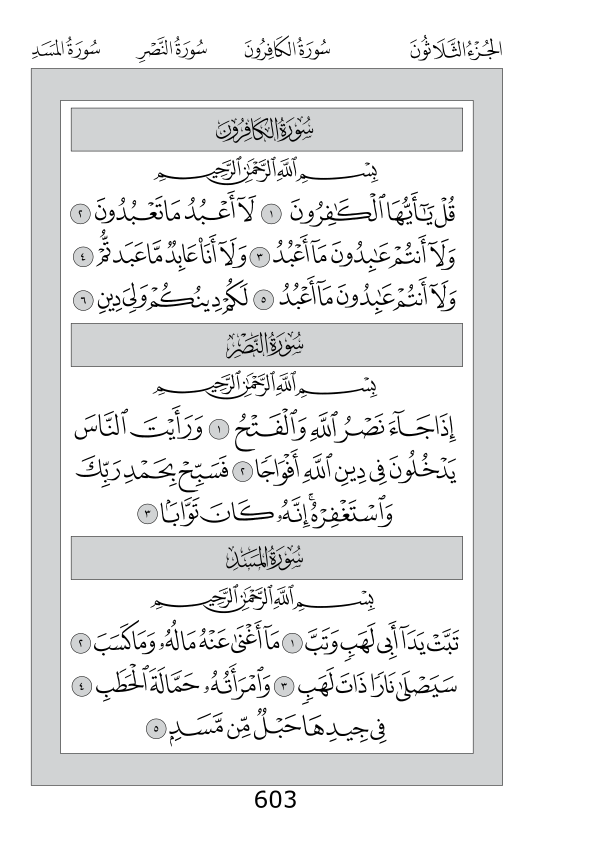 الجُزْءُ الثَّلَاثُونَ سُورَةُ الكَافِرُونَ سُورَةُ النَّصْرِ سُورَةُ المَسَدِ
سُورَةُ الكَافِرُونَ
بِسْمِ ٱللَّهِ ٱلرَّحْمَٰنِ ٱلرَّحِيمِ
قُلْ يَٰٓأَيُّهَا ٱلْكَٰفِرُونَ ١ لَآ أَعْبُدُ مَا تَعْبُدُونَ ٢
وَلَآ أَنتُمْ عَٰبِدُونَ مَآ أَعْبُدُ ٣ وَلَآ أَنَا۠ عَابِدٌ مَّا عَبَدتُّمْ ٤
وَلَآ أَنتُمْ عَٰبِدُونَ مَآ أَعْبُدُ ٥ لَكُمْ دِينُكُمْ وَلِىَ دِينِ ٦
سُورَةُ النَّصْرِ
بِسْمِ ٱللَّهِ ٱلرَّحْمَٰنِ ٱلرَّحِيمِ
إِذَا جَآءَ نَصْرُ ٱللَّهِ وَٱلْفَتْحُ ١ وَرَأَيْتَ ٱلنَّاسَ
يَدْخُلُونَ فِى دِينِ ٱللَّهِ أَفْوَاجًا ٢ فَسَبِّحْ بِحَمْدِ رَبِّكَ
وَٱسْتَغْفِرْهُۚ إِنَّهُۥ كَانَ تَوَّابًۢا ٣
سُورَةُ المَسَدِ
بِسْمِ ٱللَّهِ ٱلرَّحْمَٰنِ ٱلرَّحِيمِ
تَبَّتْ يَدَآ أَبِى لَهَبٍ وَتَبَّ ١ مَآ أَغْنَىٰ عَنْهُ مَالُهُۥ وَمَا كَسَبَ ٢
سَيَصْلَىٰ نَارًا ذَاتَ لَهَبٍ ٣ وَٱمْرَأَتُهُۥ حَمَّالَةَ ٱلْحَطَبِ ٤
فِى جِيدِهَا حَبْلٌ مِّن مَّسَدٍۭ ٥
603